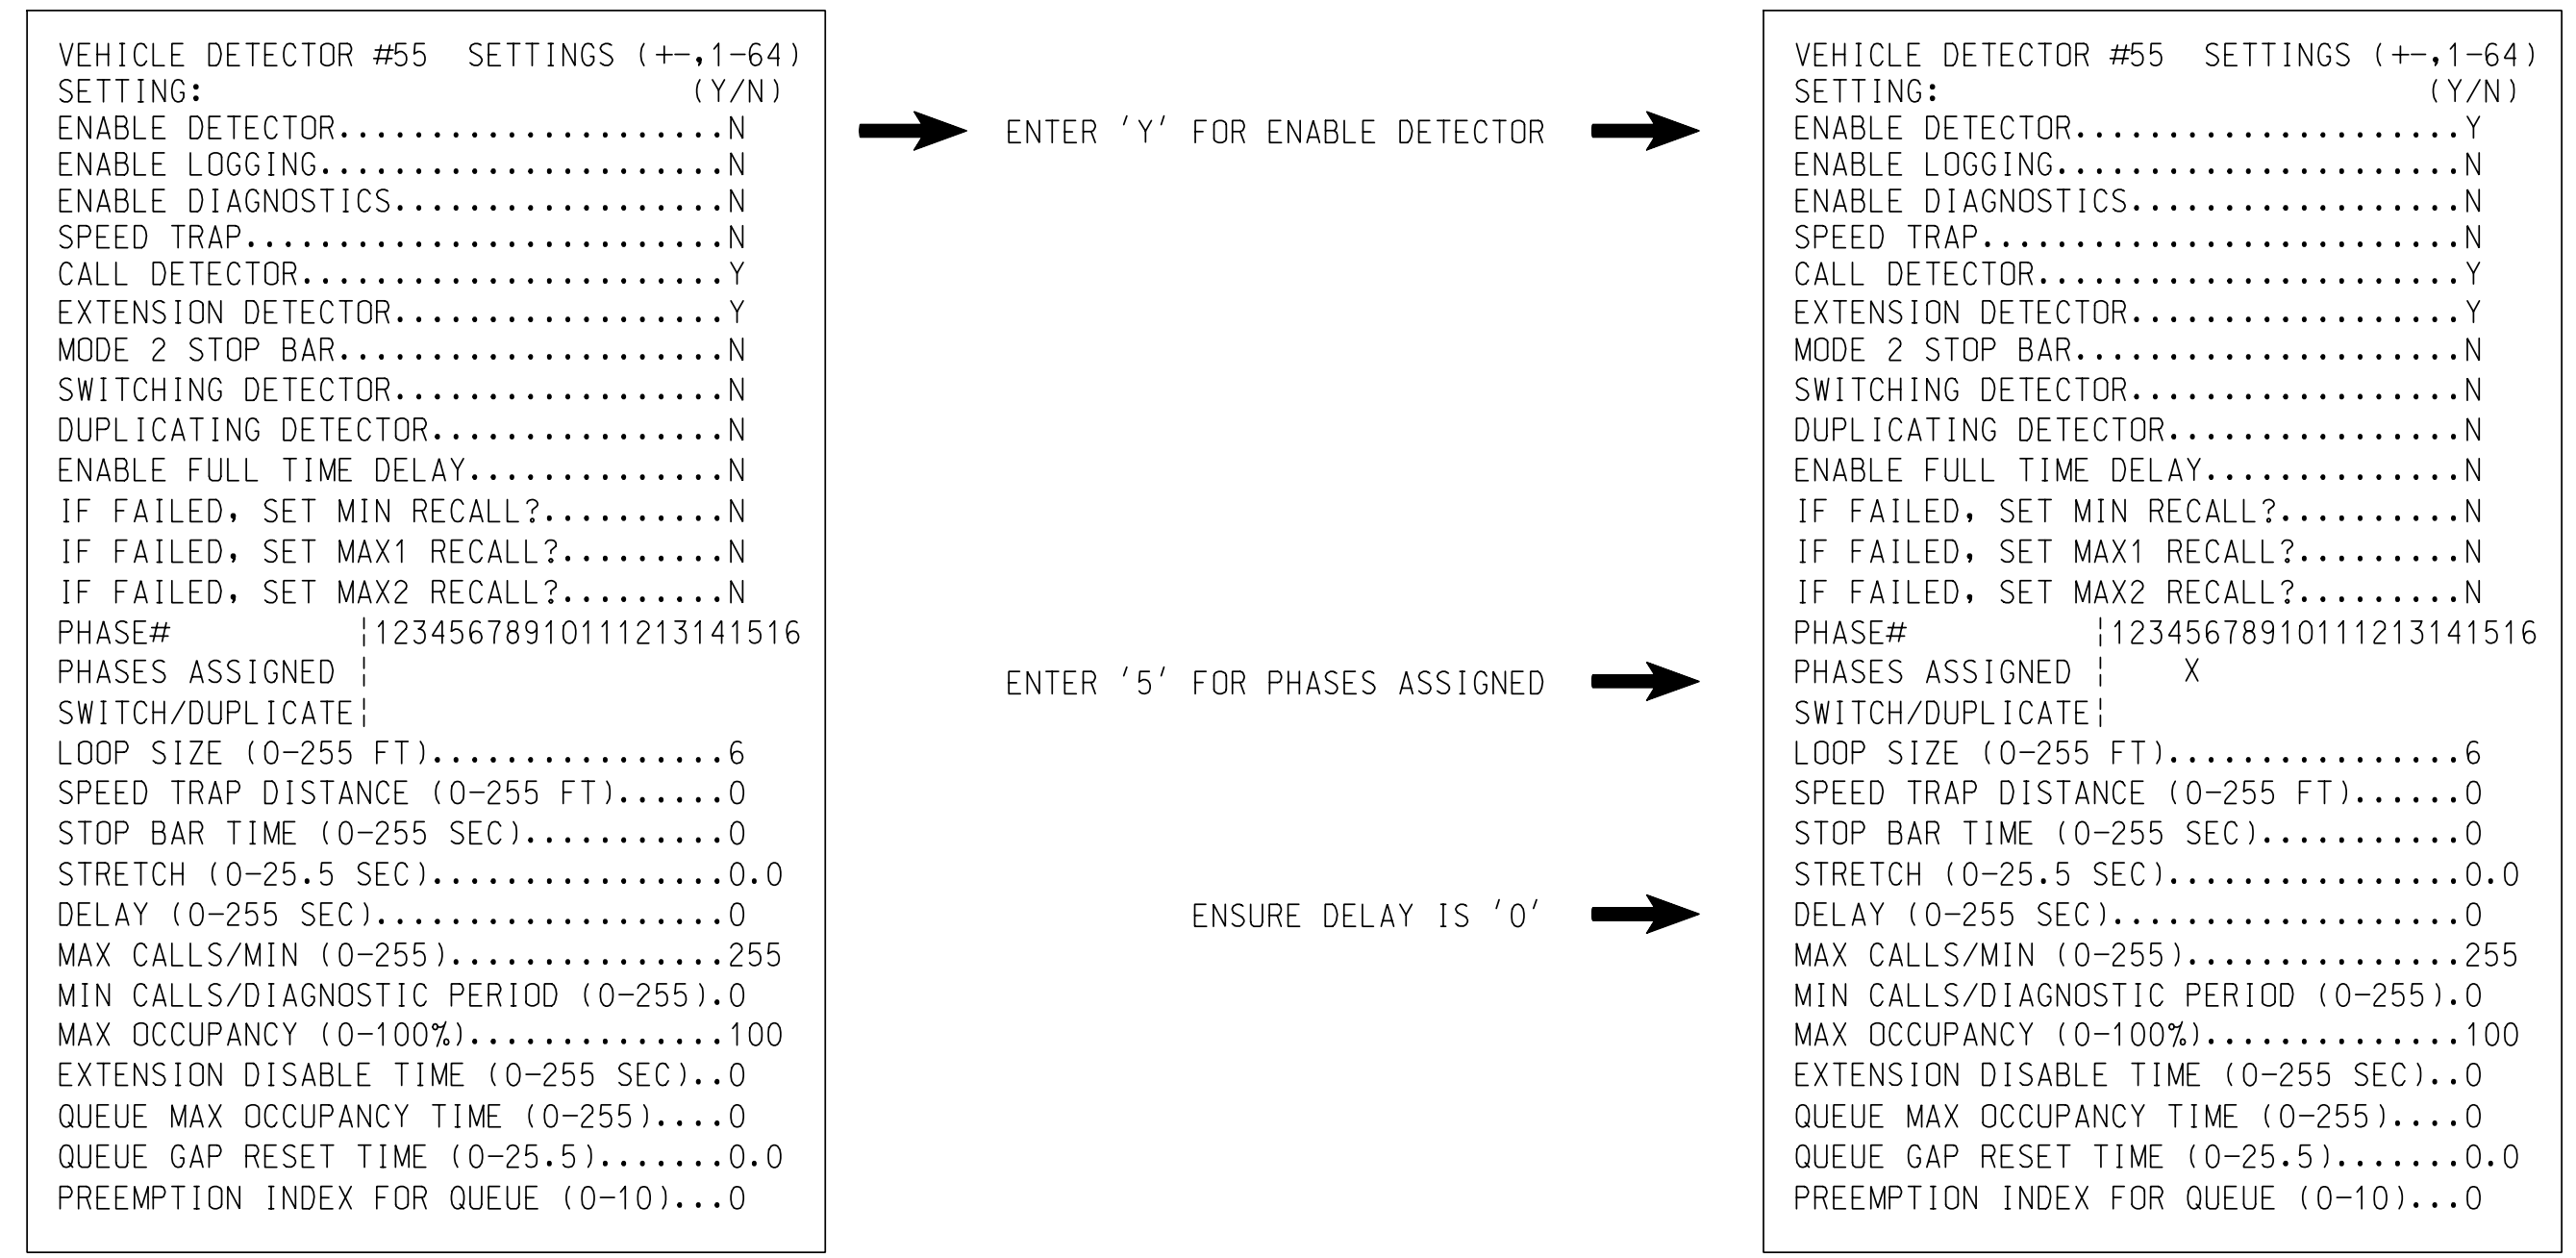 VEHICLE DETECTOR #55  SETTINGS (+-,1-64)
SETTING:                          (Y/N)
ENABLE DETECTOR.....................N
ENABLE LOGGING......................N
ENABLE DIAGNOSTICS..................N
SPEED TRAP..........................N
CALL DETECTOR.......................Y
EXTENSION DETECTOR..................Y
MODE 2 STOP BAR.....................N
SWITCHING DETECTOR..................N
DUPLICATING DETECTOR................N
ENABLE FULL TIME DELAY..............N
IF FAILED, SET MIN RECALL?..........N
IF FAILED, SET MAX1 RECALL?.........N
IF FAILED, SET MAX2 RECALL?.........N
PHASE#          |12345678910111213141516
PHASES ASSIGNED |
SWITCH/DUPLICATE|
LOOP SIZE (0-255 FT)................6
SPEED TRAP DISTANCE (0-255 FT)......0
STOP BAR TIME (0-255 SEC)...........0
STRETCH (0-25.5 SEC)................0.0
DELAY (0-255 SEC)...................0
MAX CALLS/MIN (0-255)...............255
MIN CALLS/DIAGNOSTIC PERIOD (0-255).0
MAX OCCUPANCY (0-100%)..............100
EXTENSION DISABLE TIME (0-255 SEC)..0
QUEUE MAX OCCUPANCY TIME (0-255)....0
QUEUE GAP RESET TIME (0-25.5).......0.0
PREEMPTION INDEX FOR QUEUE (0-10)...0
ENTER 'Y' FOR ENABLE DETECTOR
ENTER '5' FOR PHASES ASSIGNED
ENSURE DELAY IS '0'
VEHICLE DETECTOR #55  SETTINGS (+-,1-64)
SETTING:                          (Y/N)
ENABLE DETECTOR.....................Y
ENABLE LOGGING......................N
ENABLE DIAGNOSTICS..................N
SPEED TRAP..........................N
CALL DETECTOR.......................Y
EXTENSION DETECTOR..................Y
MODE 2 STOP BAR.....................N
SWITCHING DETECTOR..................N
DUPLICATING DETECTOR................N
ENABLE FULL TIME DELAY..............N
IF FAILED, SET MIN RECALL?..........N
IF FAILED, SET MAX1 RECALL?.........N
IF FAILED, SET MAX2 RECALL?.........N
PHASE#          |12345678910111213141516
PHASES ASSIGNED |    X
SWITCH/DUPLICATE|
LOOP SIZE (0-255 FT)................6
SPEED TRAP DISTANCE (0-255 FT)......0
STOP BAR TIME (0-255 SEC)...........0
STRETCH (0-25.5 SEC)................0.0
DELAY (0-255 SEC)...................0
MAX CALLS/MIN (0-255)...............255
MIN CALLS/DIAGNOSTIC PERIOD (0-255).0
MAX OCCUPANCY (0-100%)..............100
EXTENSION DISABLE TIME (0-255 SEC)..0
QUEUE MAX OCCUPANCY TIME (0-255)....0
QUEUE GAP RESET TIME (0-25.5).......0.0
PREEMPTION INDEX FOR QUEUE (0-10)...0